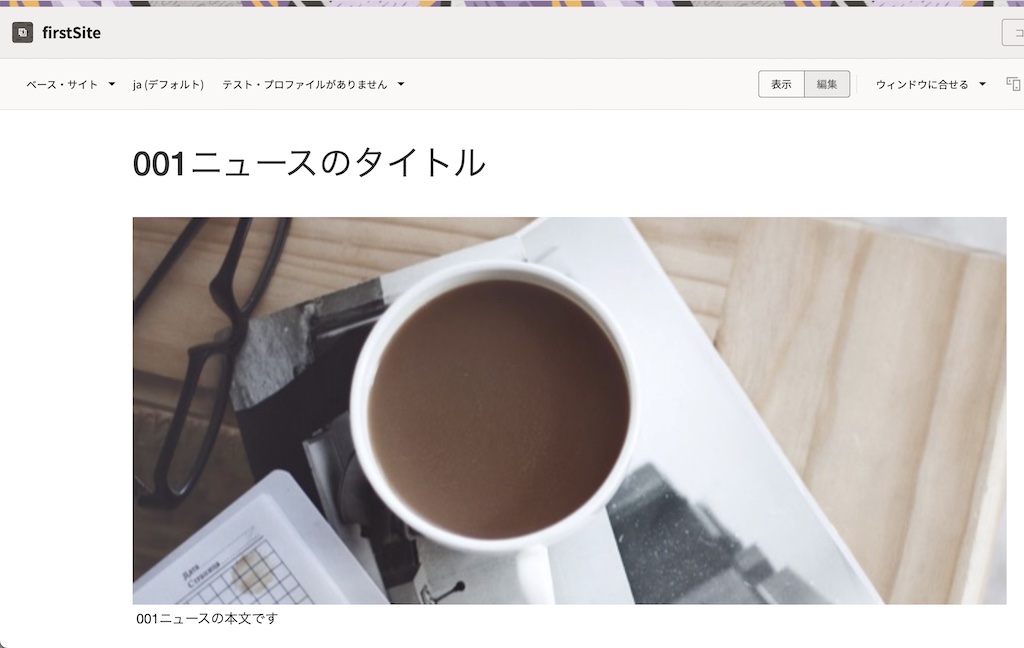 firstSite
ベース・サイト
ja (デフォルト)
テスト・プロファイルがありません
表示
編集
ウィンドウに合せる
001ニュースのタイトル
001ニュースの本文です